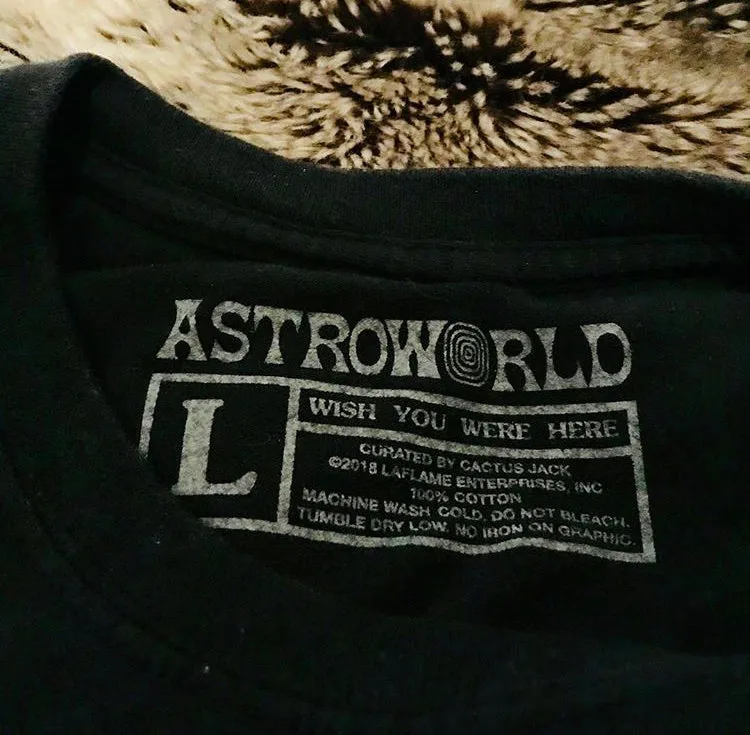 ASTROWORLD
L
WISH YOU WERE HERE
CURATED BY CACTUS JACK
©2018 LAFLAME ENTERPRISES, INC
100% COTTON
MACHINE WASH COLD, DO NOT BLEACH.
TUMBLE DRY LOW. NO IRON ON GRAPHIC.